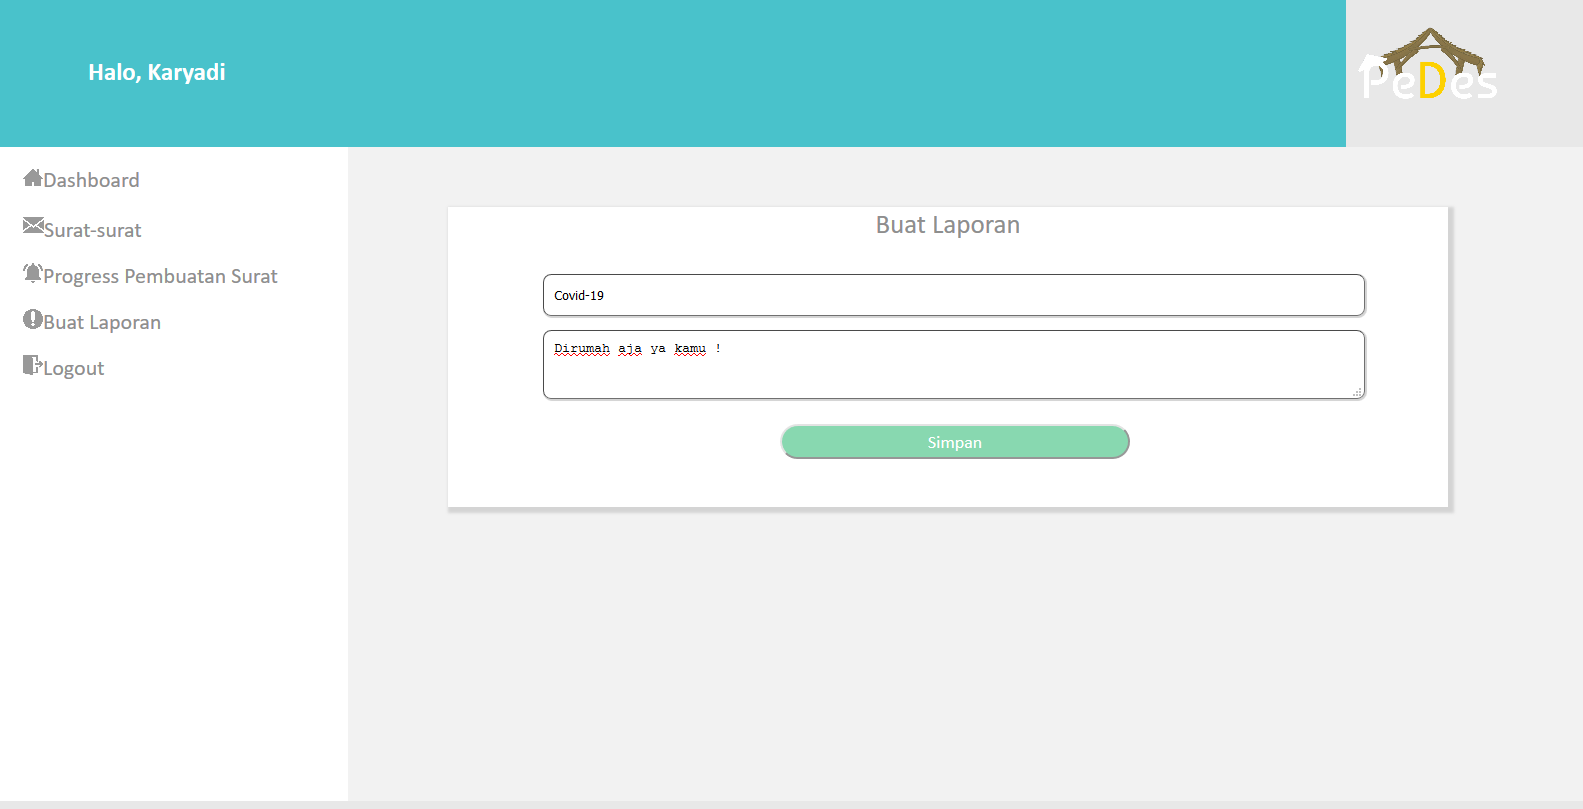 Halo, Karyadi
PeDes
Dashboard
Surat-surat
Progress Pembuatan Surat
Buat Laporan
Logout
Buat Laporan
Covid-19
Dirumah aja ya kamu !
Simpan